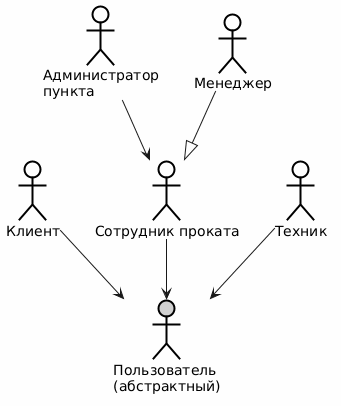 Администратор
пункта
Менеджер
Клиент
Сотрудник проката
Техник
Пользователь
(абстрактный)